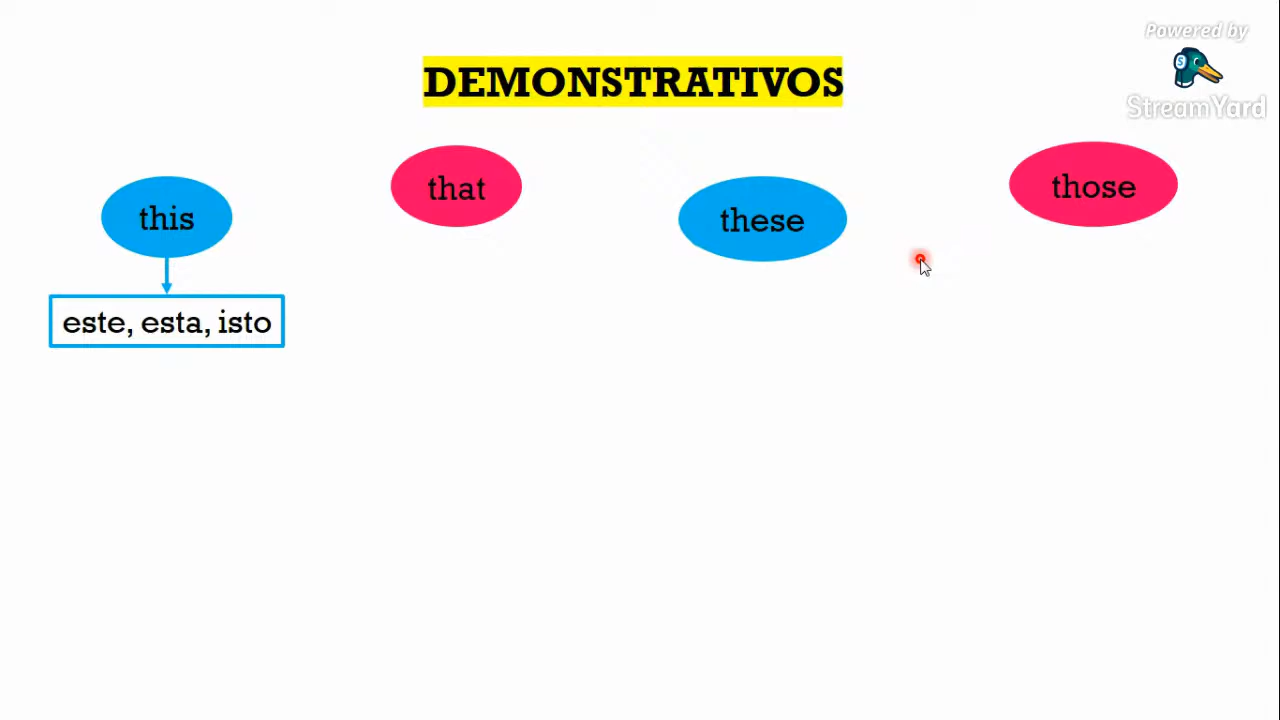 Powered by
StreamYard
DEMONSTRATIVOS
this
that
these
those
este, esta, isto